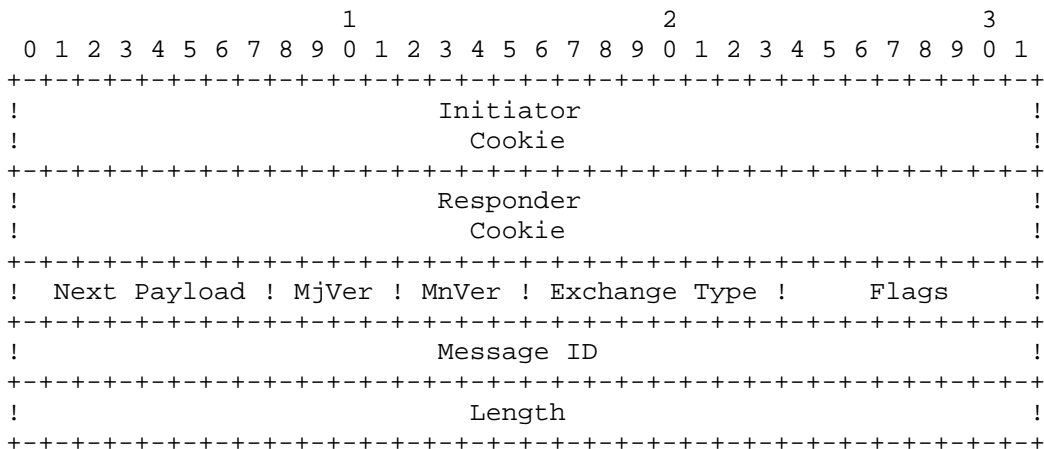 1                   2                   3
 0 1 2 3 4 5 6 7 8 9 0 1 2 3 4 5 6 7 8 9 0 1 2 3 4 5 6 7 8 9 0 1
+-+-+-+-+-+-+-+-+-+-+-+-+-+-+-+-+-+-+-+-+-+-+-+-+-+-+-+-+-+-+-+-+
!                          Initiator                            !
!                            Cookie                             !
+-+-+-+-+-+-+-+-+-+-+-+-+-+-+-+-+-+-+-+-+-+-+-+-+-+-+-+-+-+-+-+-+
!                          Responder                            !
!                            Cookie                             !
+-+-+-+-+-+-+-+-+-+-+-+-+-+-+-+-+-+-+-+-+-+-+-+-+-+-+-+-+-+-+-+-+
!  Next Payload ! MjVer ! MnVer ! Exchange Type !     Flags     !
+-+-+-+-+-+-+-+-+-+-+-+-+-+-+-+-+-+-+-+-+-+-+-+-+-+-+-+-+-+-+-+-+
!                          Message ID                           !
+-+-+-+-+-+-+-+-+-+-+-+-+-+-+-+-+-+-+-+-+-+-+-+-+-+-+-+-+-+-+-+-+
!                            Length                             !
+-+-+-+-+-+-+-+-+-+-+-+-+-+-+-+-+-+-+-+-+-+-+-+-+-+-+-+-+-+-+-+-+